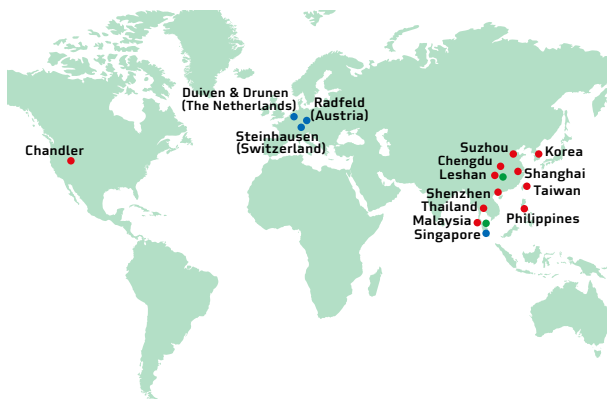 Duiven & Drunen
(The Netherlands)
Radfeld
(Austria)
Steinhausen
(Switzerland)
Chandler
Suzhou
Korea
Chengdu
Leshan
Shanghai
Taiwan
Shenzhen
Thailand
Philippines
Malaysia
Singapore